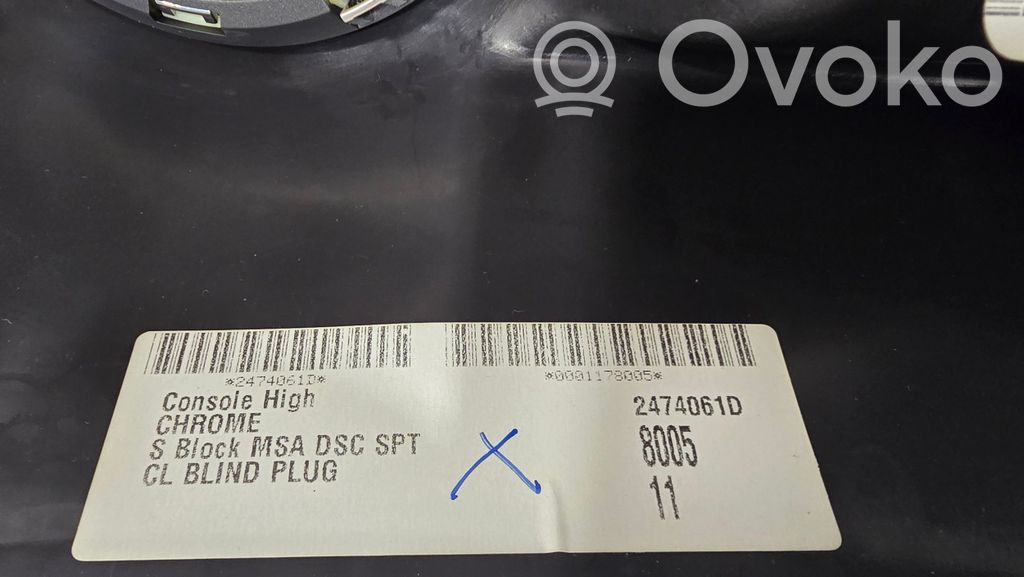 Ovoko
*2474061D* *0001178005*
Console High 2474061D
CHROME 8005
S Block MSA DSC SPT
CL BLIND PLUG 11